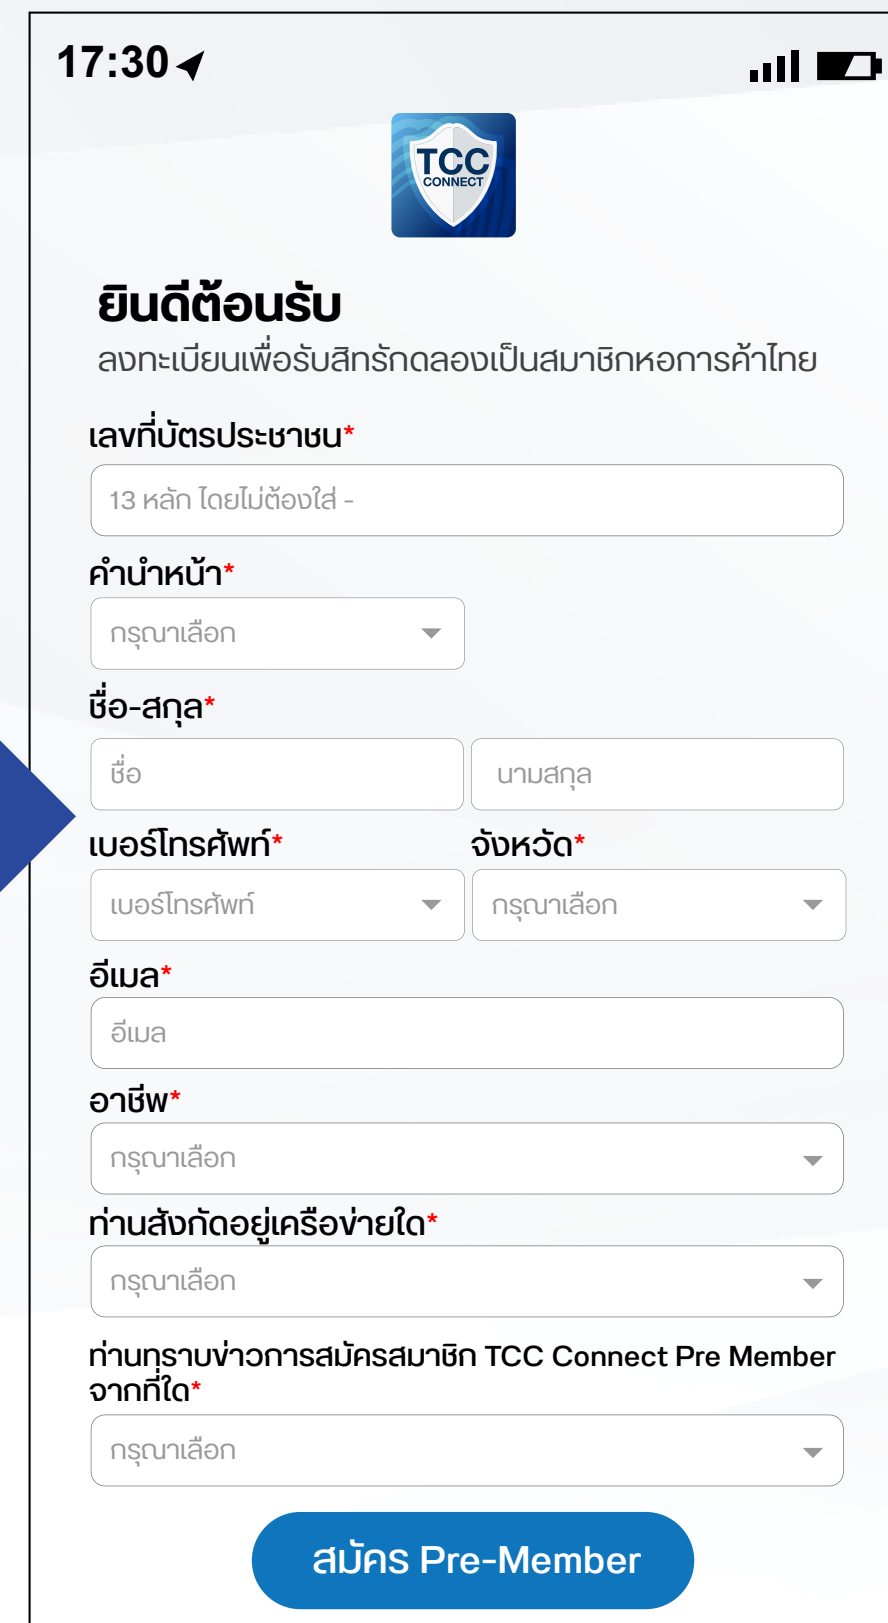 17:30
TCC
CONNECT
ยินดีต้อนรับ
ลงทะเบียนเพื่อรับสิทธิทดลองเป็นสมาชิกหอการค้าไทย
เลขที่บัตรประชาชน*
13 หลัก โดยไม่ต้องใส่ -
คำนำหน้า*
กรุณาเลือก
ชื่อ-สกุล*
ชื่อ นามสกุล
เบอร์โทรศัพท์* จังหวัด*
เบอร์โทรศัพท์ กรุณาเลือก
อีเมล*
อีเมล
อาชีพ*
กรุณาเลือก
ท่านสังกัดอยู่เครือข่ายใด*
กรุณาเลือก
ท่านทราบข่าวการสมัครสมาชิก TCC Connect Pre Member
จากที่ใด*
กรุณาเลือก
สมัคร Pre-Member